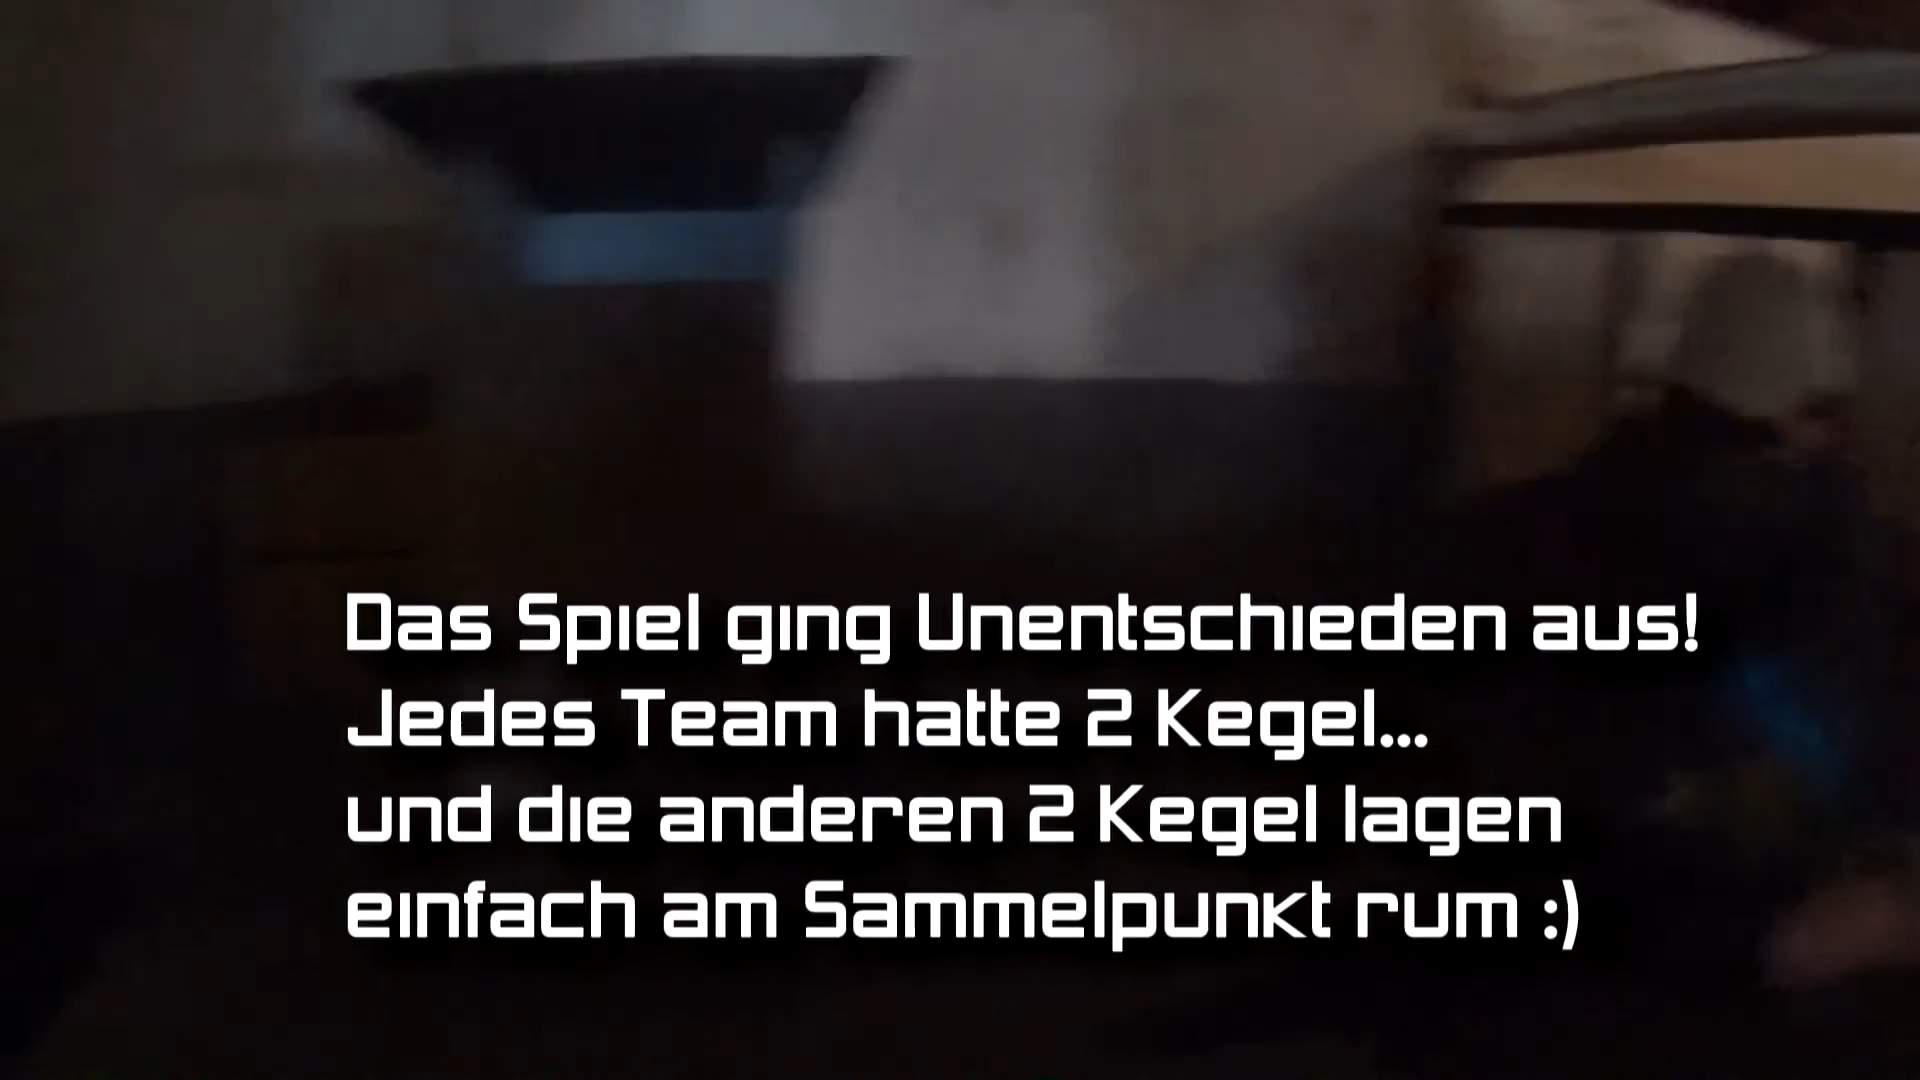 Das Spiel ging Unentschieden aus!
Jedes Team hatte 2 Kegel...
und die anderen 2 Kegel lagen
einfach am Sammelpunkt rum :)